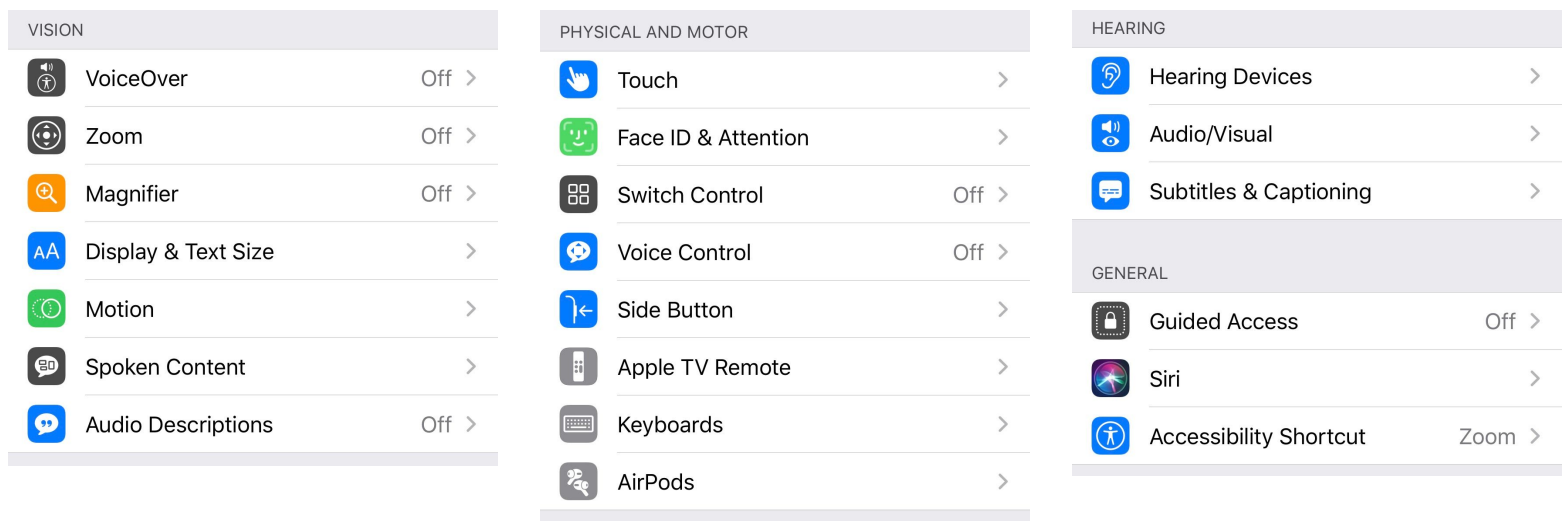 VISION
VoiceOver Off
Zoom Off
Magnifier Off
AA Display & Text Size
Motion
Spoken Content
Audio Descriptions Off
PHYSICAL AND MOTOR
Touch
Face ID & Attention
Switch Control Off
Voice Control Off
Side Button
Apple TV Remote
Keyboards
AirPods
HEARING
Hearing Devices
Audio/Visual
Subtitles & Captioning
GENERAL
Guided Access Off
Siri
Accessibility Shortcut Zoom